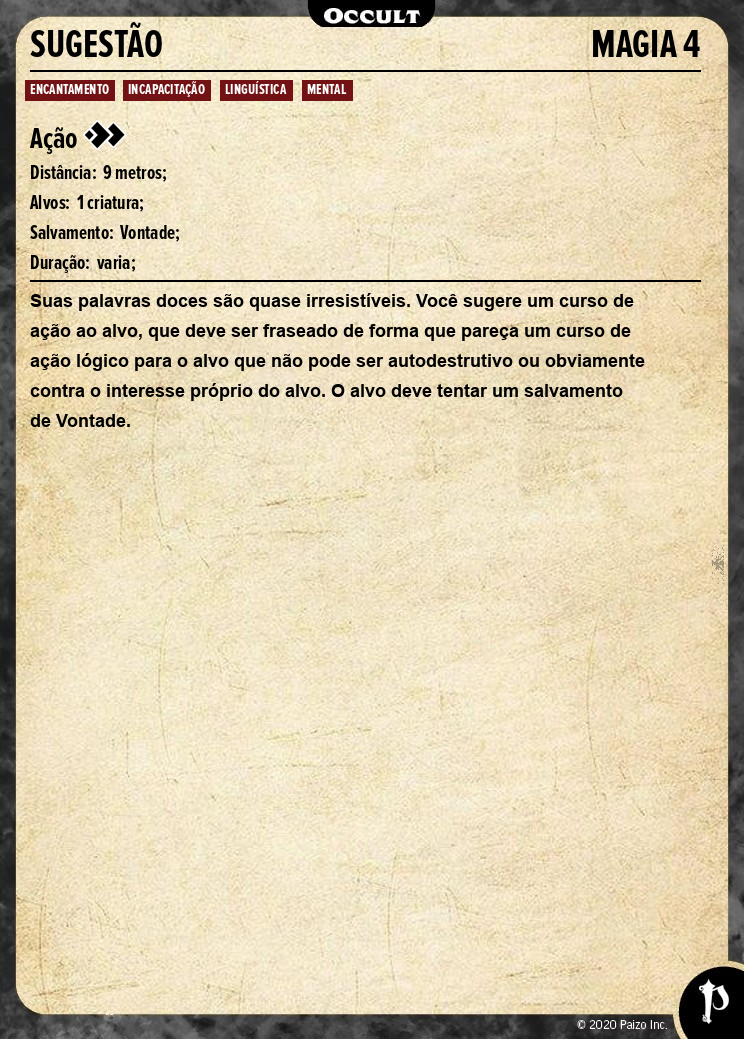 OCCULT
SUGESTÃO MAGIA 4
ENCANTAMENTO INCAPACITAÇÃO LINGUÍSTICA MENTAL
Ação
Distância: 9 metros;
Alvos: 1 criatura;
Salvamento: Vontade;
Duração: varia;
Suas palavras doces são quase irresistíveis. Você sugere um curso de
ação ao alvo, que deve ser fraseado de forma que pareça um curso de
ação lógico para o alvo que não pode ser autodestrutivo ou obviamente
contra o interesse próprio do alvo. O alvo deve tentar um salvamento
de Vontade.
© 2020 Paizo Inc.
P